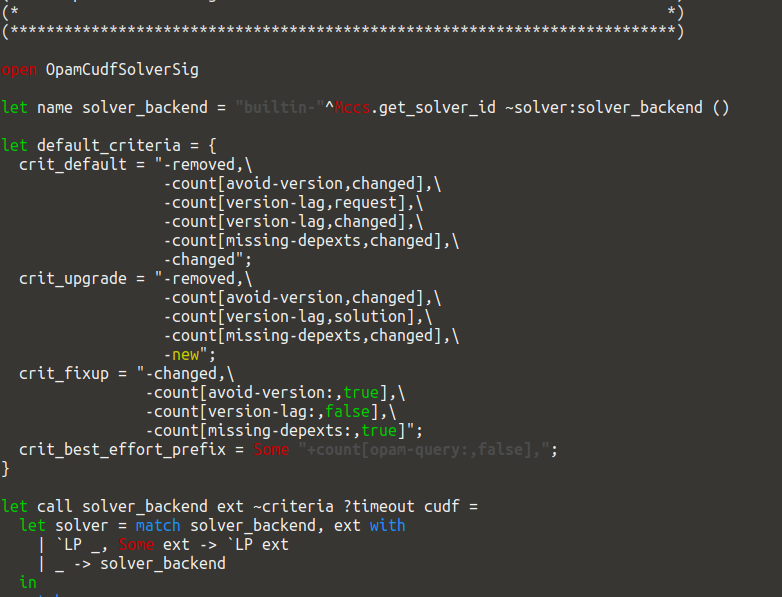 (*                                                                        *)
(**************************************************************************)

open OpamCudfSolverSig

let name solver_backend = "builtin-"^Mccs.get_solver_id ~solver:solver_backend ()

let default_criteria = {
  crit_default = "-removed,\
                  -count[avoid-version,changed],\
                  -count[version-lag,request],\
                  -count[version-lag,changed],\
                  -count[missing-depexts,changed],\
                  -changed";
  crit_upgrade = "-removed,\
                  -count[avoid-version,changed],\
                  -count[version-lag,solution],\
                  -count[missing-depexts,changed],\
                  -new";
  crit_fixup = "-changed,\
                -count[avoid-version:,true],\
                -count[version-lag:,false],\
                -count[missing-depexts:,true]";
  crit_best_effort_prefix = Some "+count[opam-query:,false],";
}

let call solver_backend ext ~criteria ?timeout cudf =
  let solver = match solver_backend, ext with
    | `LP _, Some ext -> `LP ext
    | _ -> solver_backend
  in